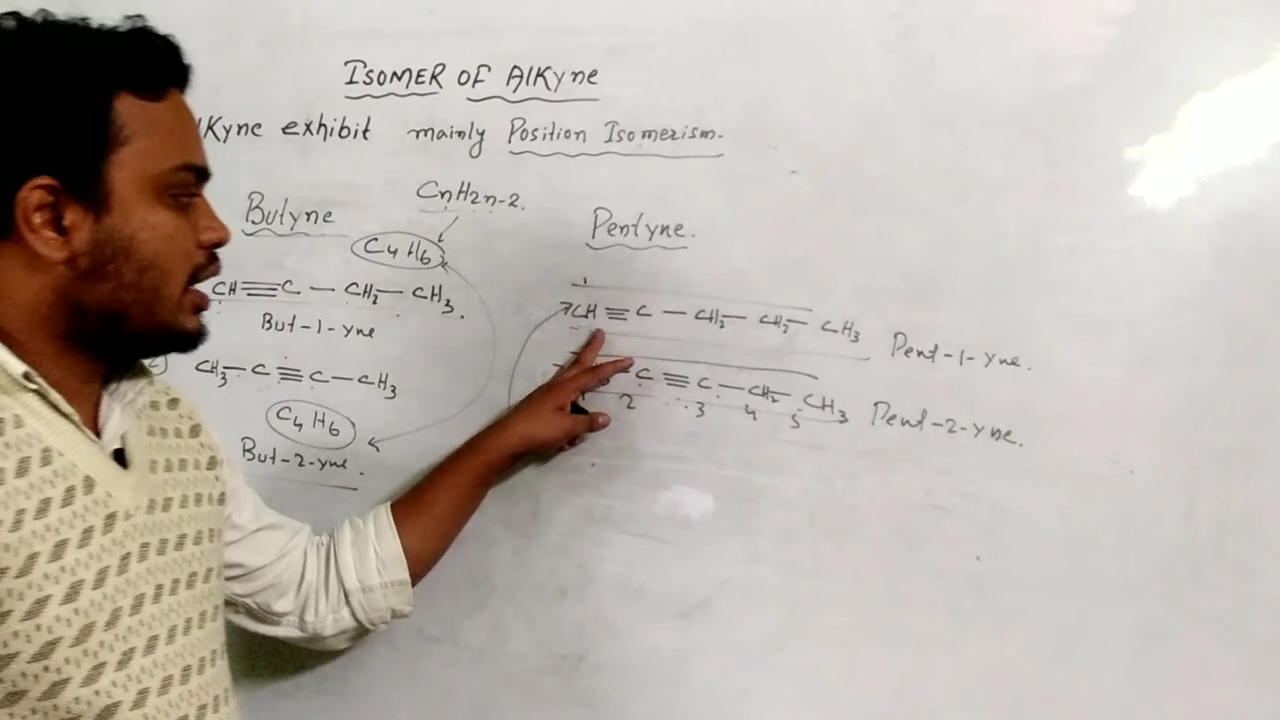 ISOMER OF AlKyne
lKyne exhibit mainly Position Isomerism.
Butyne
CnH2n-2.
C4H6
CH≡C — CH2 — CH3.
But-1-yne
CH3 — C ≡ C — CH3
C4H6
But-2-yne.
Pentyne.
1
CH ≡ C — CH2 — CH2 — CH3 Pent-1-yne.
C ≡ C — CH2 — CH3 Pent-2-yne.
2 3 4 5